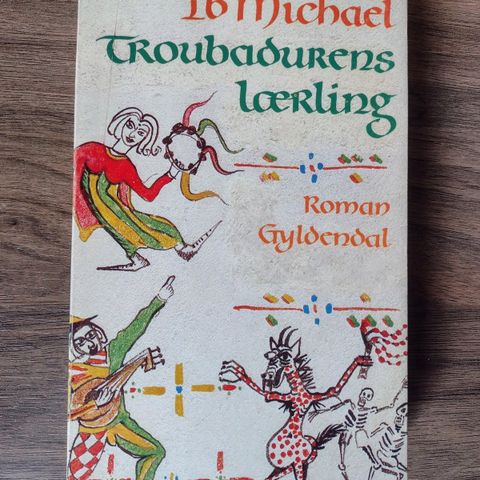 Ib Michael
Troubadurens
lærling
Roman
Gyldendal